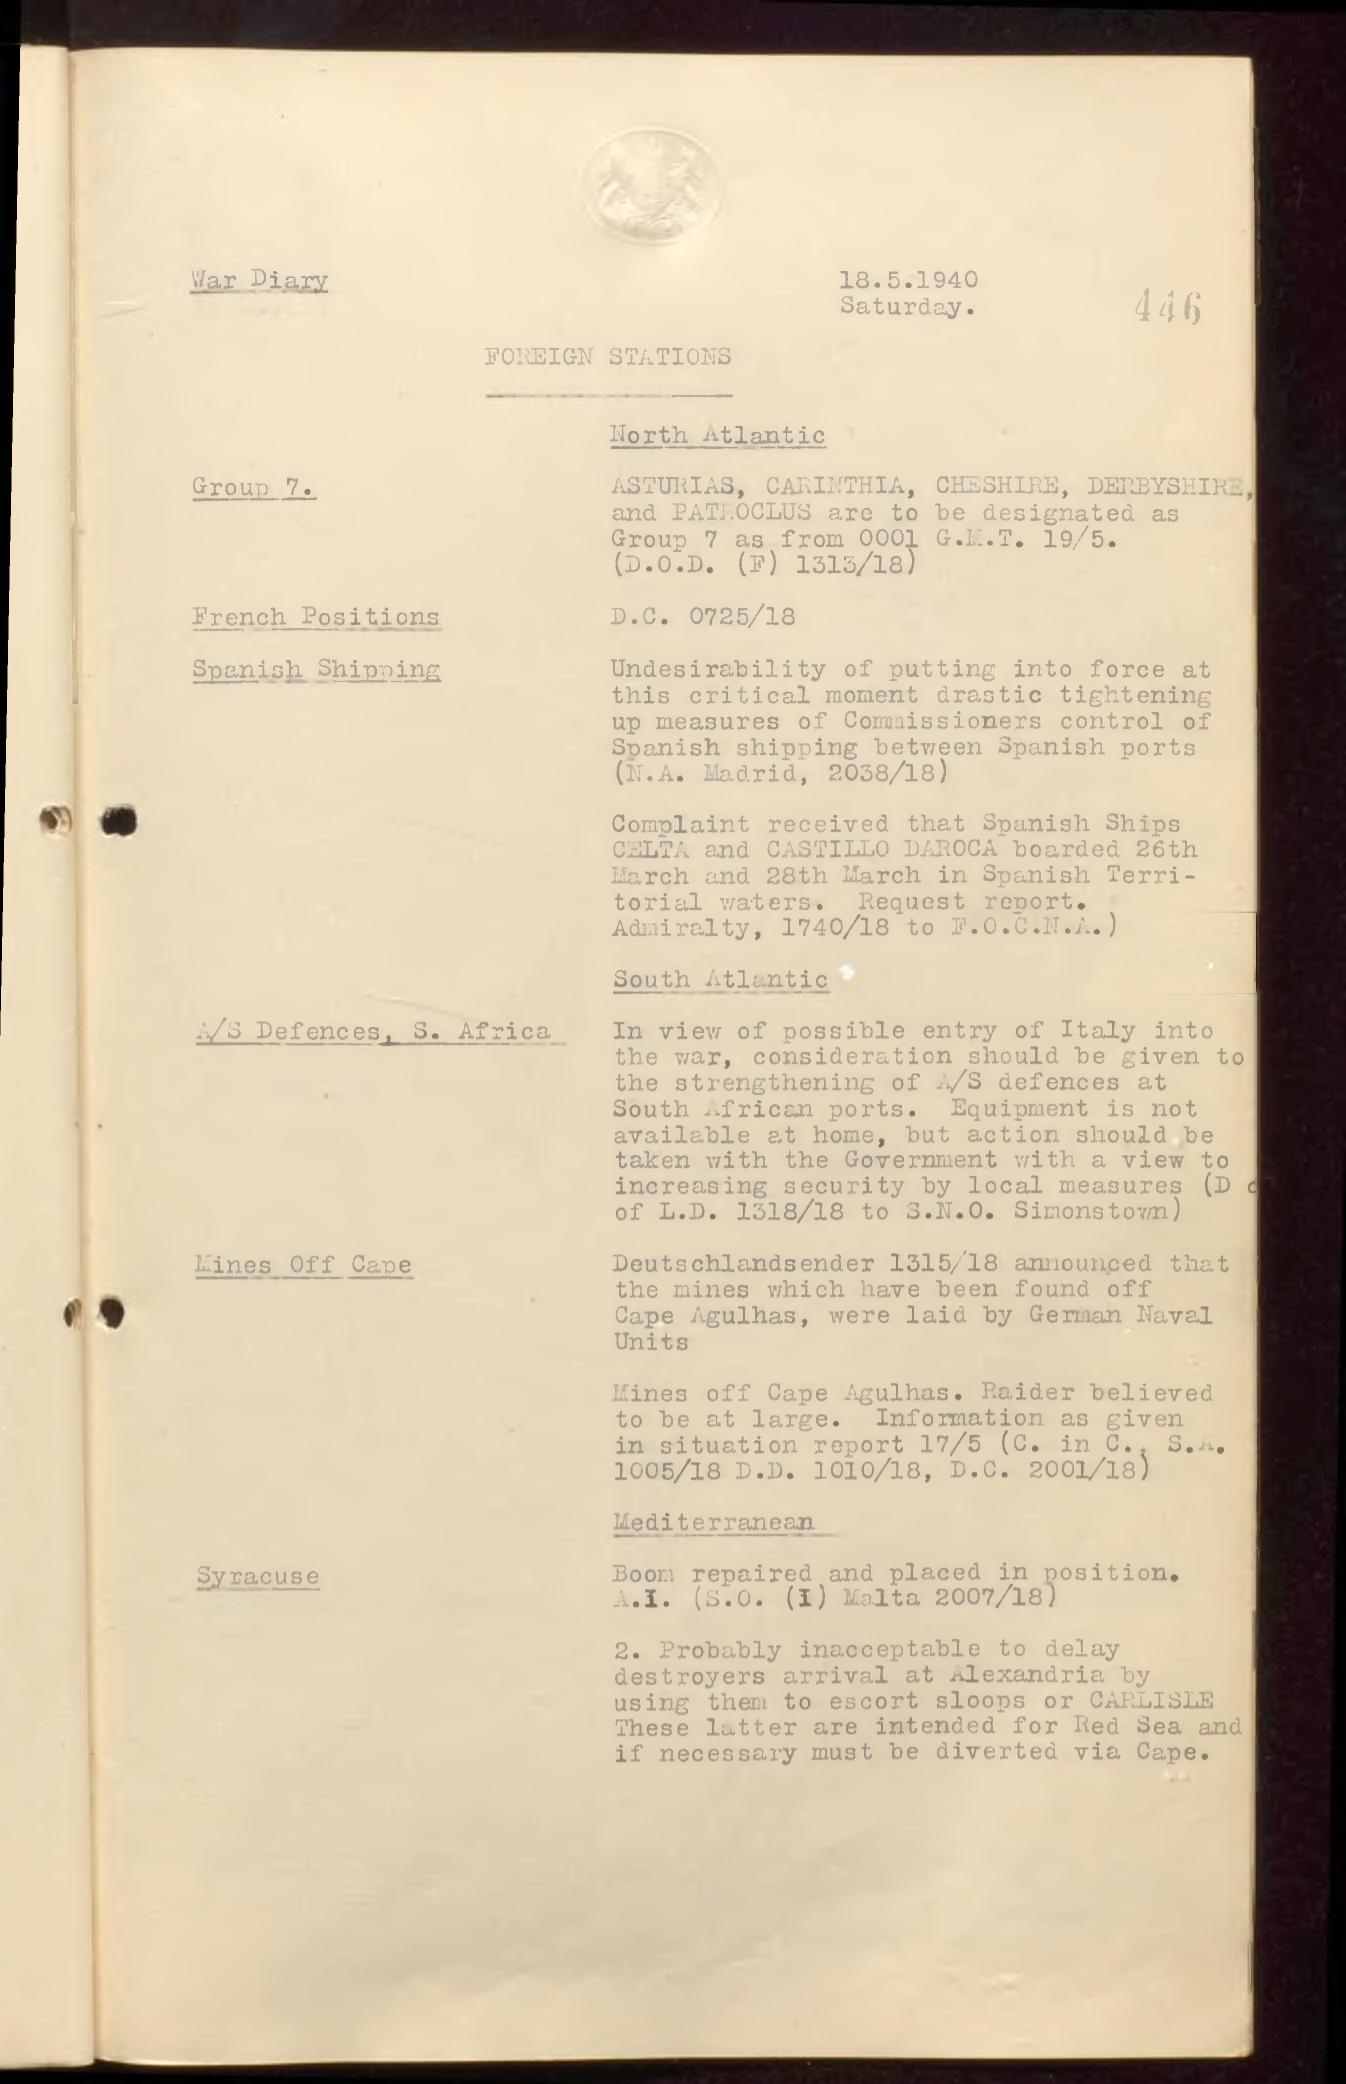 War Diary
18.5.1940
Saturday.
446
FOREIGN STATIONS
North Atlantic
Group 7.
ASTURIAS, CARINTHIA, CHESHIRE, DERBYSHIRE,
and PATROCLUS are to be designated as
Group 7 as from 0001 G.M.T. 19/5.
(D.O.D. (F) 1313/18)
French Positions
D.C. 0725/18
Spanish Shipping
Undesirability of putting into force at
this critical moment drastic tightening
up measures of Commissioners control of
Spanish shipping between Spanish ports
(N.A. Madrid, 2038/18)
Complaint received that Spanish Ships
CELTA and CASTILLO DAROCA boarded 26th
March and 28th March in Spanish Terri-
torial waters. Request report.
Admiralty, 1740/18 to F.O.C.N.A.)
South Atlantic
A/S Defences, S. Africa
In view of possible entry of Italy into
the war, consideration should be given to
the strengthening of A/S defences at
South African ports. Equipment is not
available at home, but action should be
taken with the Government with a view to
increasing security by local measures (D
of L.D. 1318/18 to S.N.O. Simonstown)
Mines Off Cape
Deutschlandsender 1315/18 announced that
the mines which have been found off
Cape Agulhas, were laid by German Naval
Units
Mines off Cape Agulhas. Raider believed
to be at large. Information as given
in situation report 17/5 (C. in C., S.A.
1005/18 D.D. 1010/18, D.C. 2001/18)
Mediterranean
Syracuse
Boom repaired and placed in position.
A.I. (S.O. (I) Malta 2007/18)
2. Probably inacceptable to delay
destroyers arrival at Alexandria by
using them to escort sloops or CARLISLE
These latter are intended for Red Sea and
if necessary must be diverted via Cape.